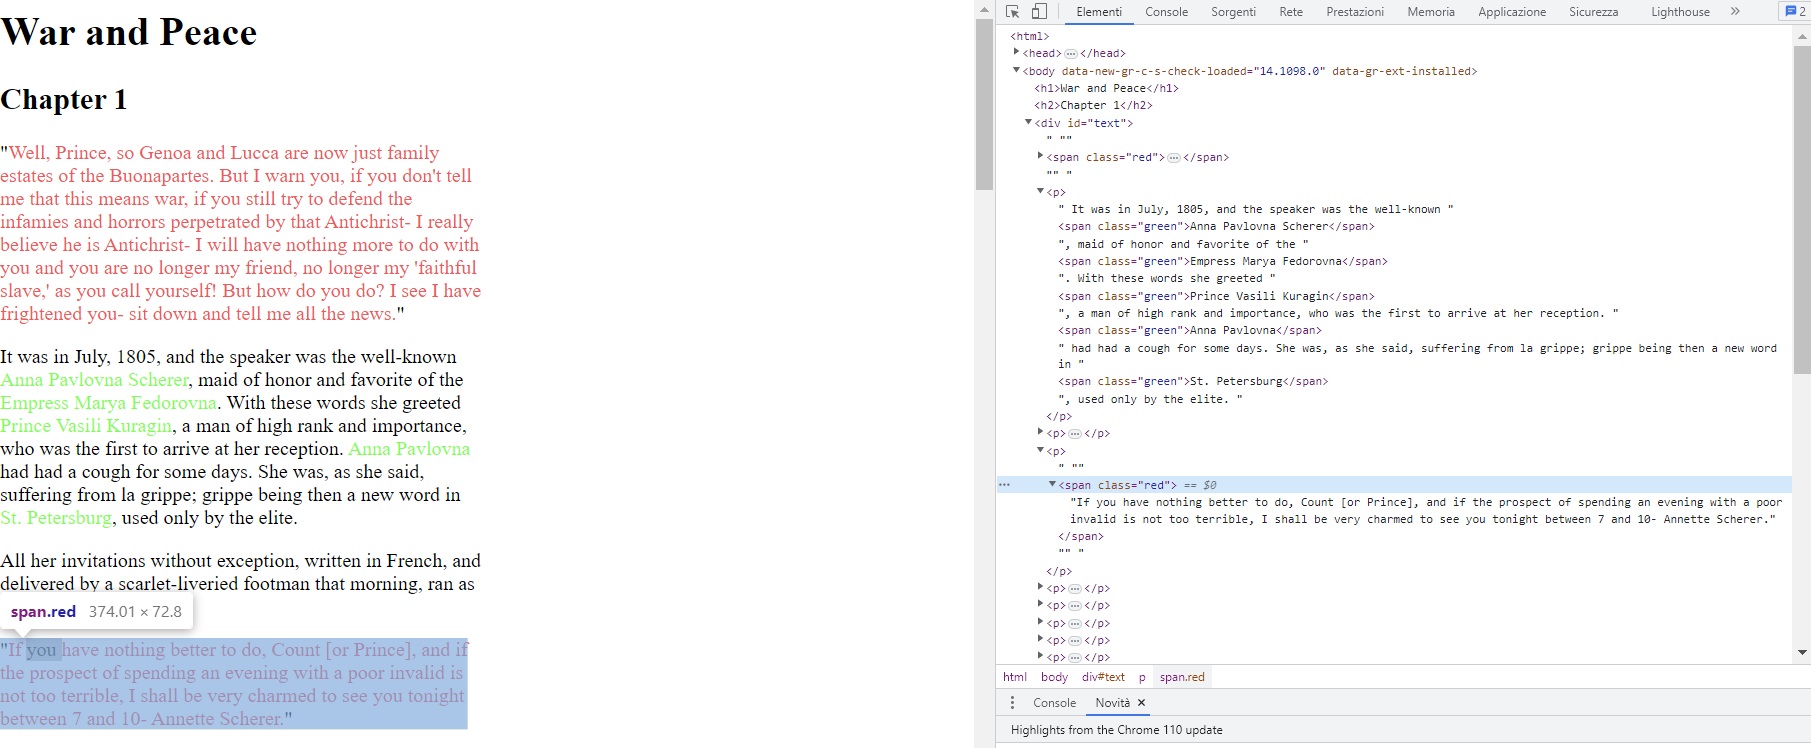 War and Peace
Chapter 1
"Well, Prince, so Genoa and Lucca are now just family
estates of the Buonapartes. But I warn you, if you don't tell
me that this means war, if you still try to defend the
infamies and horrors perpetrated by that Antichrist- I really
believe he is Antichrist- I will have nothing more to do with
you and you are no longer my friend, no longer my 'faithful
slave,' as you call yourself! But how do you do? I see I have
frightened you- sit down and tell me all the news."
It was in July, 1805, and the speaker was the well-known
Anna Pavlovna Scherer, maid of honor and favorite of the
Empress Marya Fedorovna. With these words she greeted
Prince Vasili Kuragin, a man of high rank and importance,
who was the first to arrive at her reception. Anna Pavlovna
had had a cough for some days. She was, as she said,
suffering from la grippe; grippe being then a new word in
St. Petersburg, used only by the elite.
All her invitations without exception, written in French, and
delivered by a scarlet-liveried footman that morning, ran as
span.red 374.01 × 72.8
"If you have nothing better to do, Count [or Prince], and if
the prospect of spending an evening with a poor invalid is
not too terrible, I shall be very charmed to see you tonight
between 7 and 10- Annette Scherer."
Elementi Console Sorgenti Rete Prestazioni Memoria Applicazione Sicurezza Lighthouse » 2
<html>
<head> ⋯ </head>
<body data-new-gr-c-s-check-loaded="14.1098.0" data-gr-ext-installed>
<h1>War and Peace</h1>
<h2>Chapter 1</h2>
<div id="text">
" ""
<span class="red"> ⋯ </span>
"" "
<p>
" It was in July, 1805, and the speaker was the well-known "
<span class="green">Anna Pavlovna Scherer</span>
", maid of honor and favorite of the "
<span class="green">Empress Marya Fedorovna</span>
". With these words she greeted "
<span class="green">Prince Vasili Kuragin</span>
", a man of high rank and importance, who was the first to arrive at her reception. "
<span class="green">Anna Pavlovna</span>
" had had a cough for some days. She was, as she said, suffering from la grippe; grippe being then a new word
in "
<span class="green">St. Petersburg</span>
", used only by the elite. "
</p>
<p> ⋯ </p>
<p>
" ""
<span class="red"> == $0
"If you have nothing better to do, Count [or Prince], and if the prospect of spending an evening with a poor
invalid is not too terrible, I shall be very charmed to see you tonight between 7 and 10- Annette Scherer."
</span>
"" "
</p>
<p> ⋯ </p>
<p> ⋯ </p>
<p> ⋯ </p>
<p> ⋯ </p>
<p> ⋯ </p>
html body div#text p span.red
Console Novità ×
Highlights from the Chrome 110 update